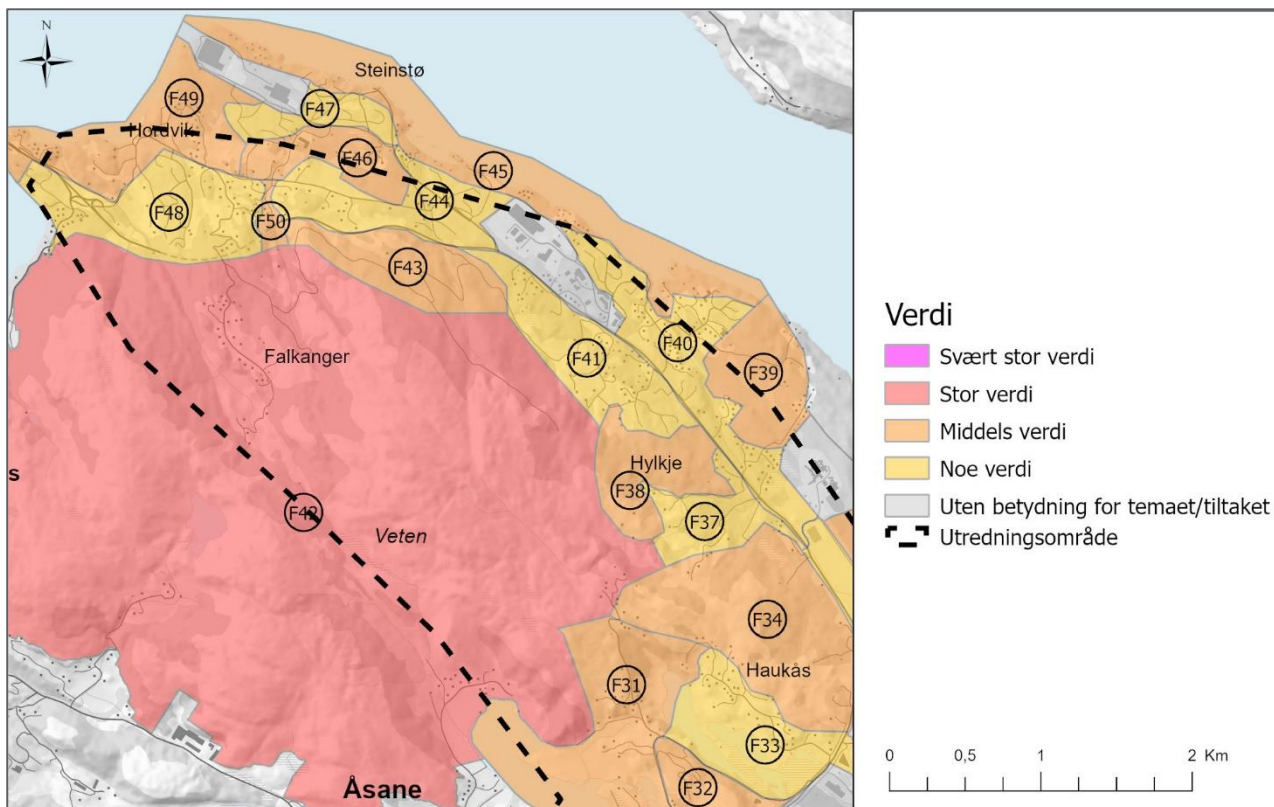 N
Steinstø
F49
F47
Hordvik
F46
F45
F44
F48
F50
F43
Falkanger
F41
F40
F39
s
Hylkje
F38
F42
F37
Veten
F34
Haukås
F31
F33
F32
Åsane
Verdi
Svært stor verdi
Stor verdi
Middels verdi
Noe verdi
Uten betydning for temaet/tiltaket
Utredningsområde
0 0,5 1 2 Km